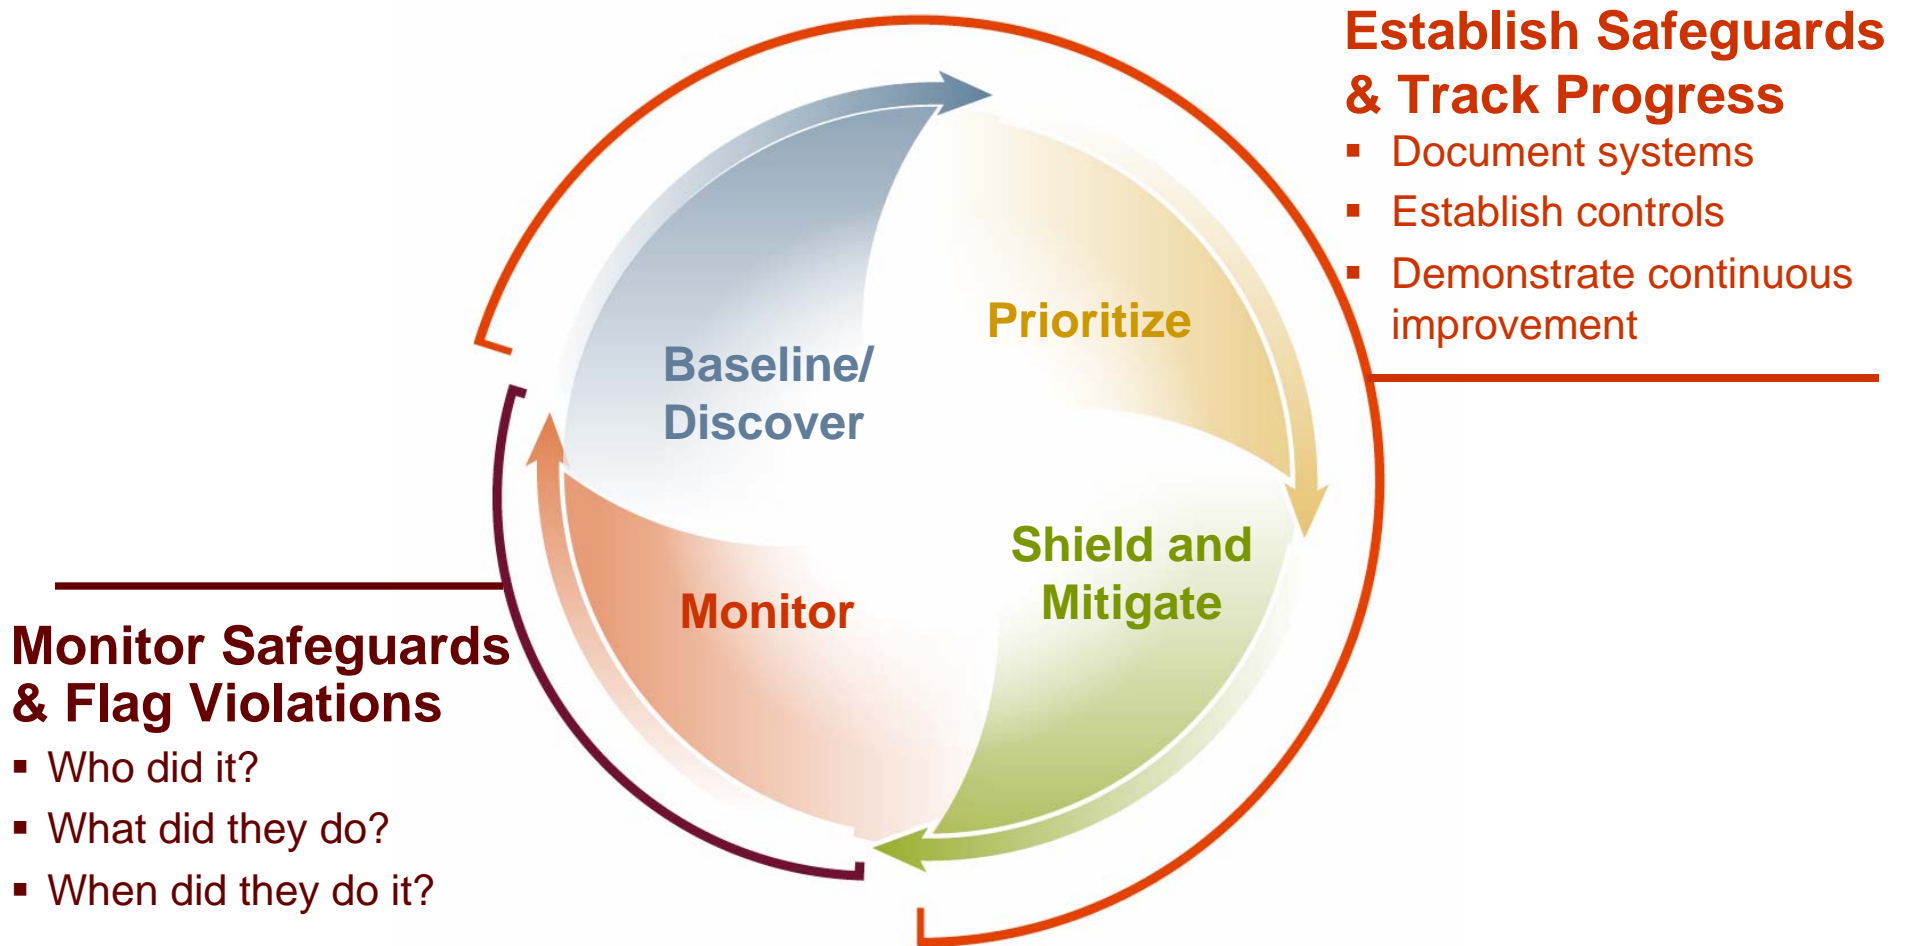 Establish Safeguards
& Track Progress
▪ Document systems
▪ Establish controls
▪ Demonstrate continuous
improvement
Prioritize
Baseline/
Discover
Shield and
Mitigate
Monitor
Monitor Safeguards
& Flag Violations
▪ Who did it?
▪ What did they do?
▪ When did they do it?